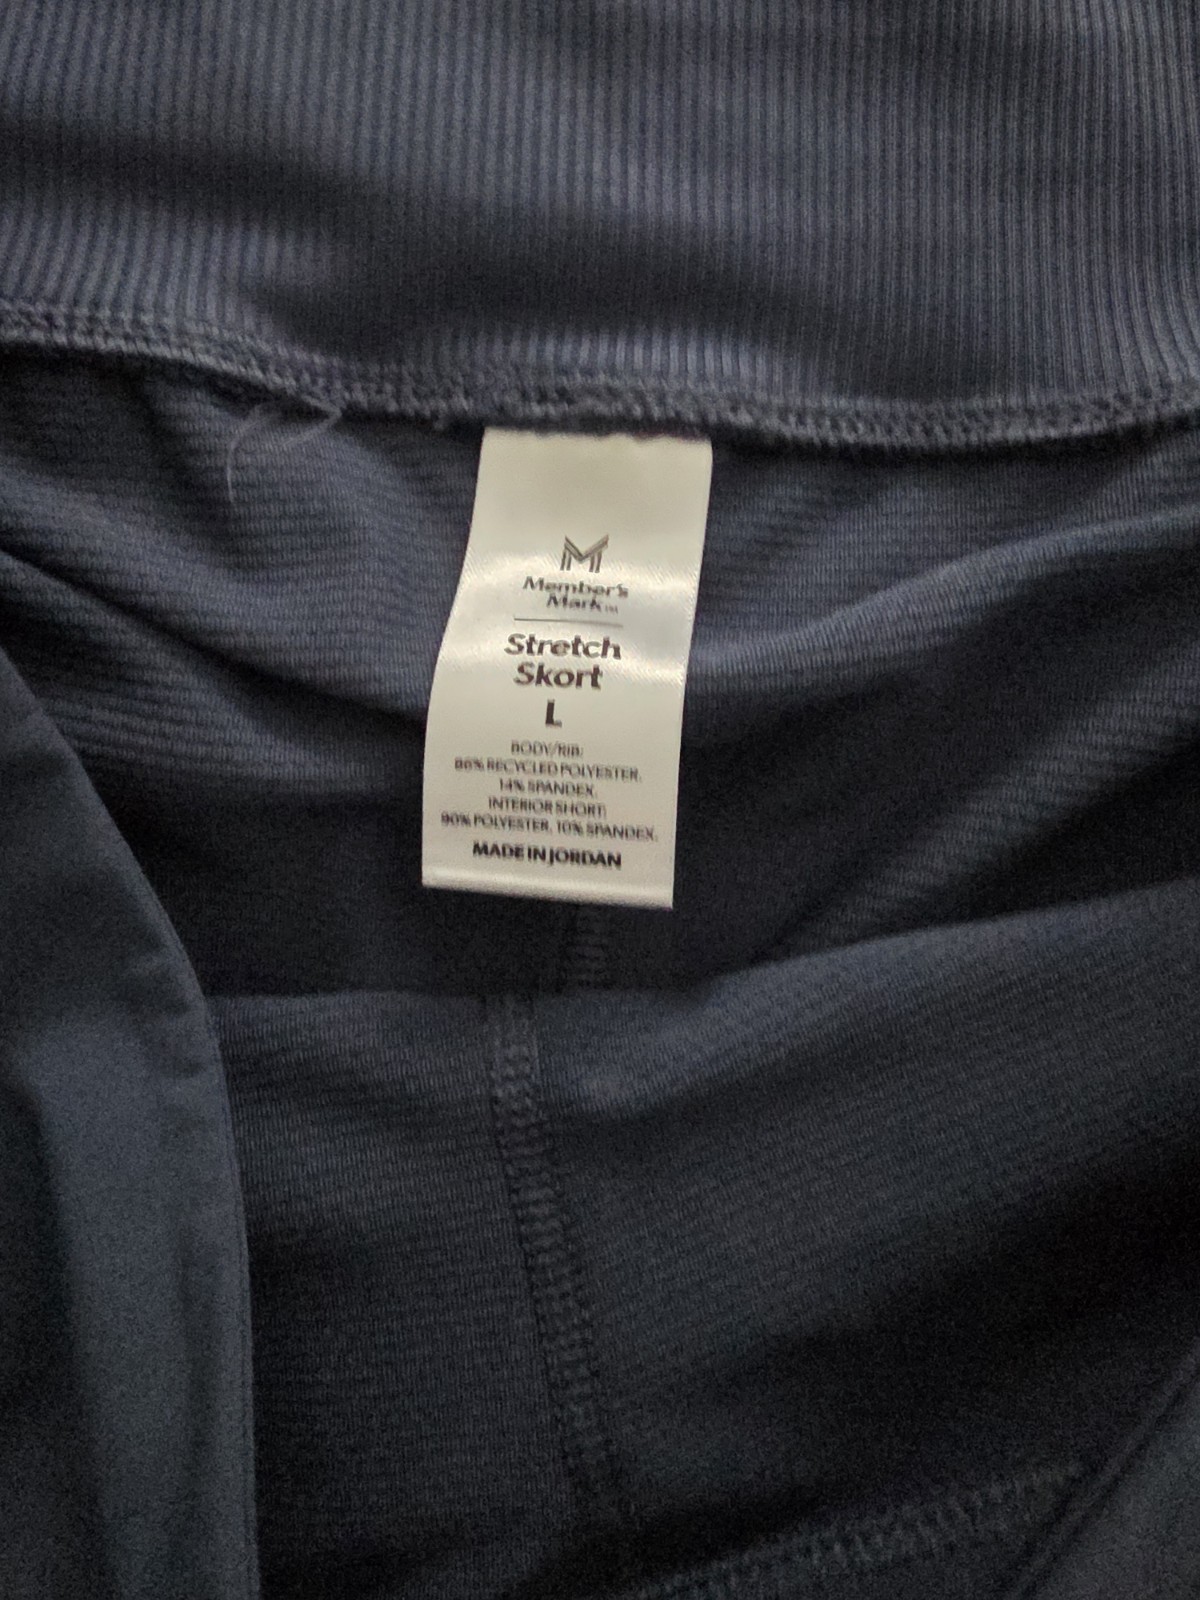 M
Member's
Mark™
Stretch
Skort
L
BODY/RIB:
86% RECYCLED POLYESTER,
14% SPANDEX.
INTERIOR SHORT:
90% POLYESTER, 10% SPANDEX.
MADE IN JORDAN